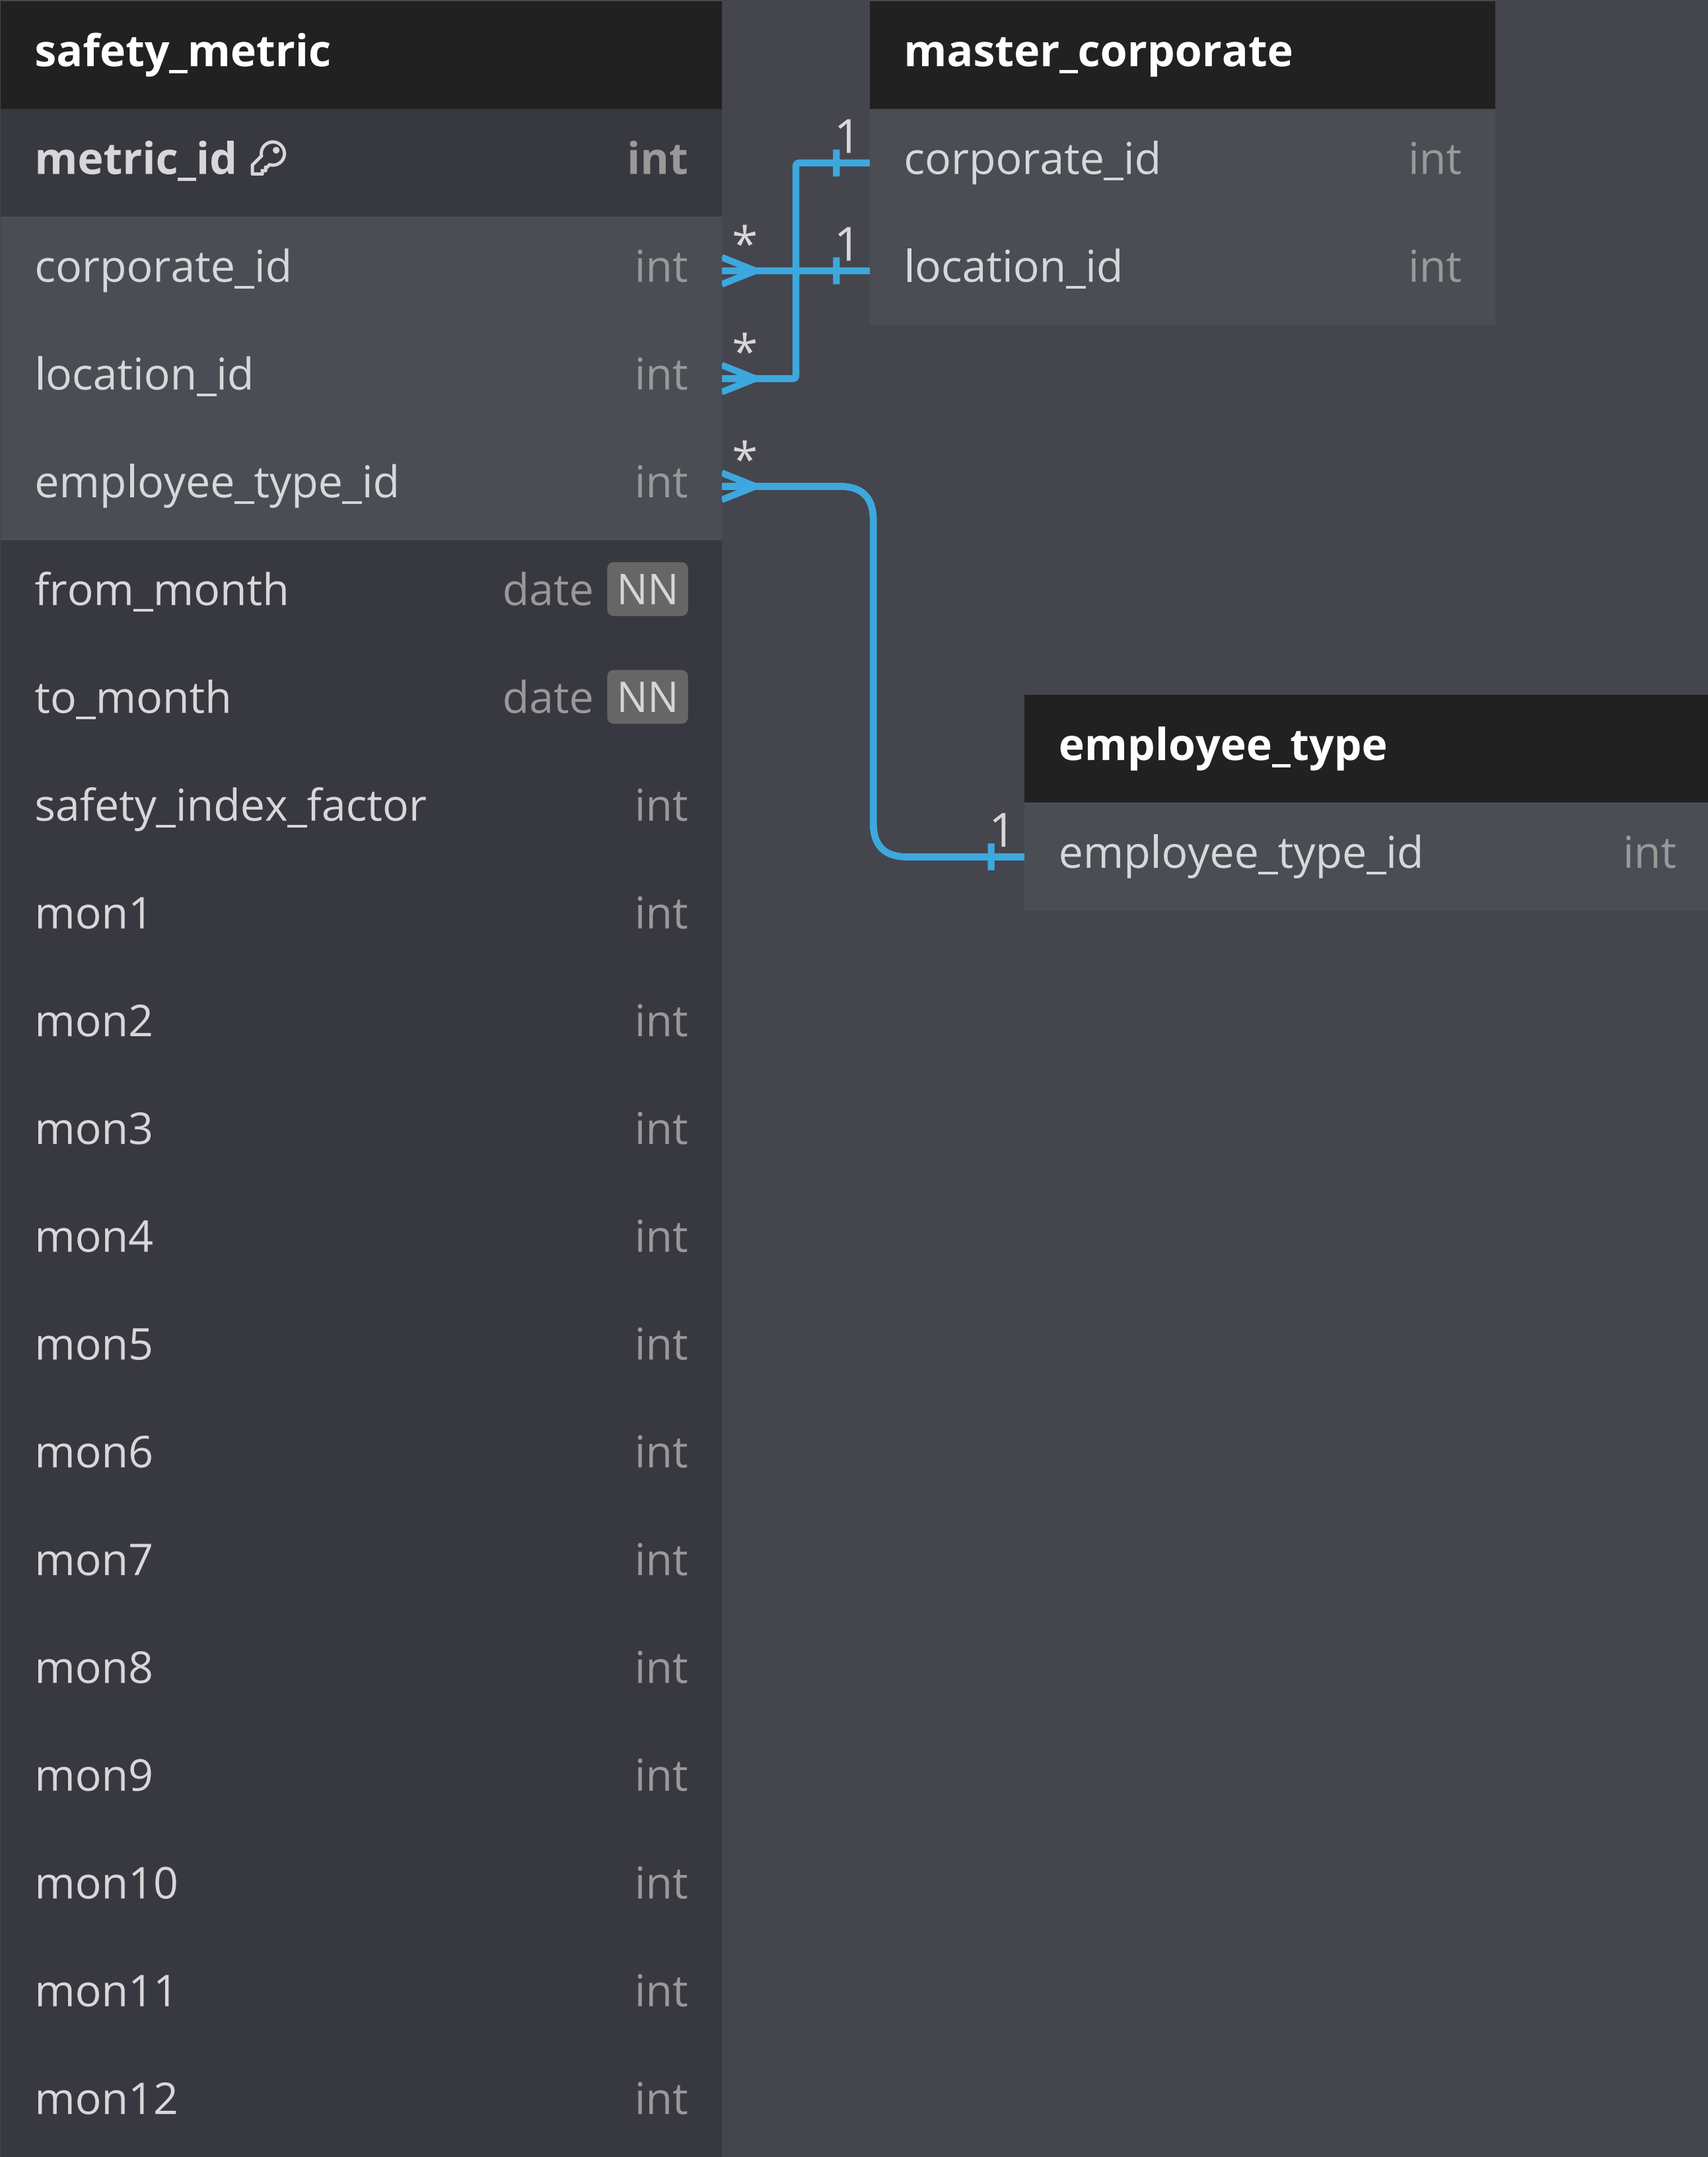 safety_metric
metric_id int
corporate_id int
location_id int
employee_type_id int
from_month date NN
to_month date NN
safety_index_factor int
mon1 int
mon2 int
mon3 int
mon4 int
mon5 int
mon6 int
mon7 int
mon8 int
mon9 int
mon10 int
mon11 int
mon12 int
* 1
* 1
* 1
master_corporate
corporate_id int
location_id int
employee_type
employee_type_id int